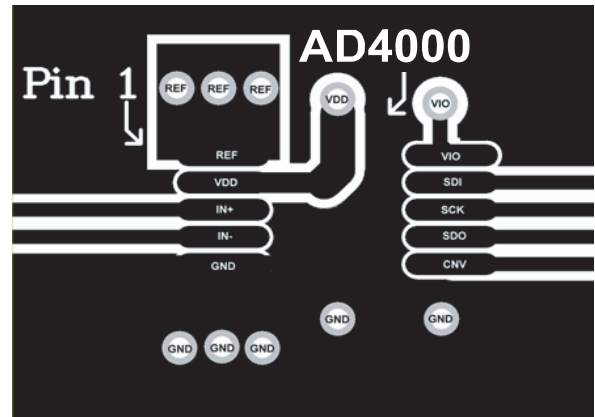 AD4000
Pin 1
REF REF REF
VDD
VIO
REF
VIO
VDD
SDI
IN+
SCK
IN-
SDO
GND
CNV
GND
GND
GND GND GND